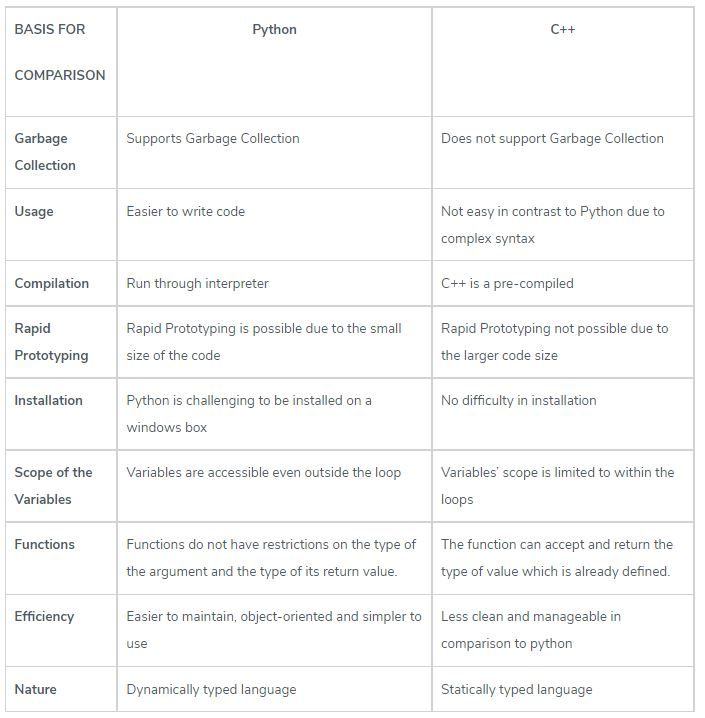 BASIS FOR
COMPARISON
Python
C++
Garbage
Collection
Supports Garbage Collection
Does not support Garbage Collection
Usage
Easier to write code
Not easy in contrast to Python due to
complex syntax
Compilation
Run through interpreter
C++ is a pre-compiled
Rapid
Prototyping
Rapid Prototyping is possible due to the small
size of the code
Rapid Prototyping not possible due to
the larger code size
Installation
Python is challenging to be installed on a
windows box
No difficulty in installation
Scope of the
Variables
Variables are accessible even outside the loop
Variables’ scope is limited to within the
loops
Functions
Functions do not have restrictions on the type of
the argument and the type of its return value.
The function can accept and return the
type of value which is already defined.
Efficiency
Easier to maintain, object-oriented and simpler to
use
Less clean and manageable in
comparison to python
Nature
Dynamically typed language
Statically typed language